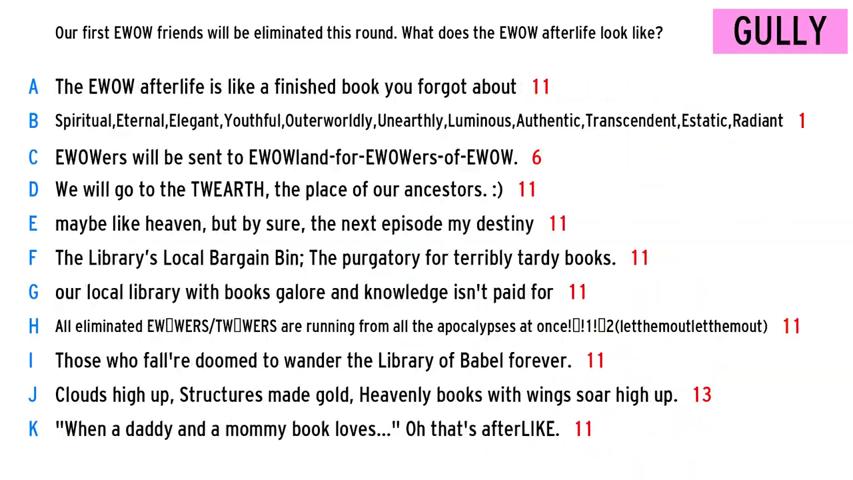 Our first EWOW friends will be eliminated this round. What does the EWOW afterlife look like?
GULLY
A The EWOW afterlife is like a finished book you forgot about 11
B Spiritual,Eternal,Elegant,Youthful,Outerworldly,Unearthly,Luminous,Authentic,Transcendent,Estatic,Radiant 1
C EWOWers will be sent to EWOWland-for-EWOWers-of-EWOW. 6
D We will go to the TWEARTH, the place of our ancestors. :) 11
E maybe like heaven, but by sure, the next episode my destiny 11
F The Library's Local Bargain Bin; The purgatory for terribly tardy books. 11
G our local library with books galore and knowledge isn't paid for 11
H All eliminated EW□WERS/TW□WERS are running from all the apocalypses at once!□!1!□2(letthemoutletthemout) 11
I Those who fall're doomed to wander the Library of Babel forever. 11
J Clouds high up, Structures made gold, Heavenly books with wings soar high up. 13
K "When a daddy and a mommy book loves..." Oh that's afterLIKE. 11